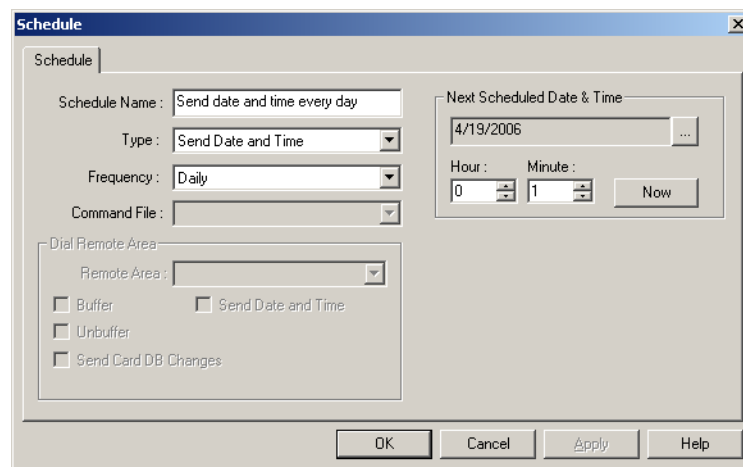 Schedule
Schedule
Schedule Name : Send date and time every day
Type : Send Date and Time
Frequency : Daily
Command File :
Dial Remote Area
Remote Area :
Buffer Send Date and Time
Unbuffer
Send Card DB Changes
Next Scheduled Date & Time
4/19/2006 ...
Hour : Minute :
0 1 Now
OK Cancel Apply Help